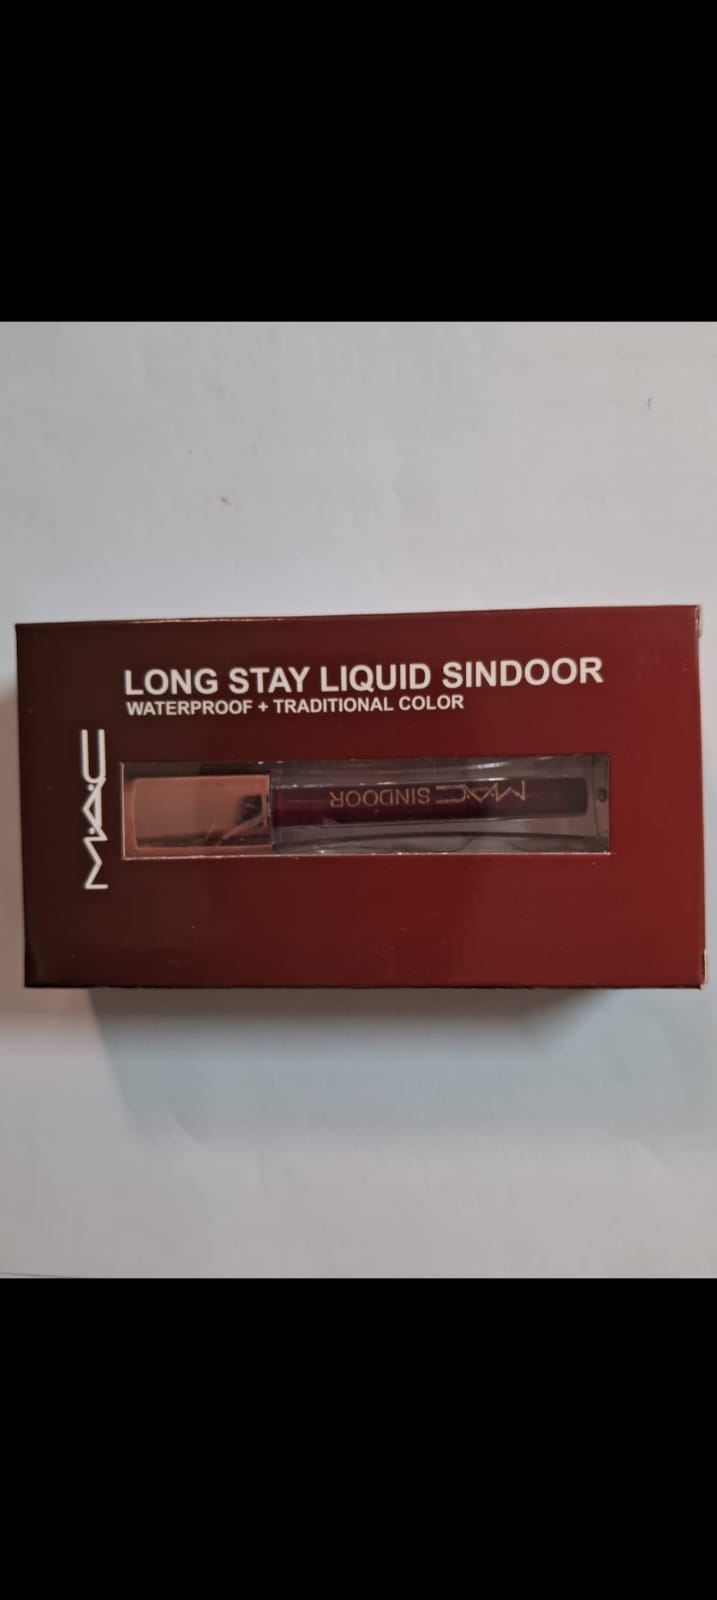 LONG STAY LIQUID SINDOOR
WATERPROOF + TRADITIONAL COLOR
MAC
MAC SINDOOR